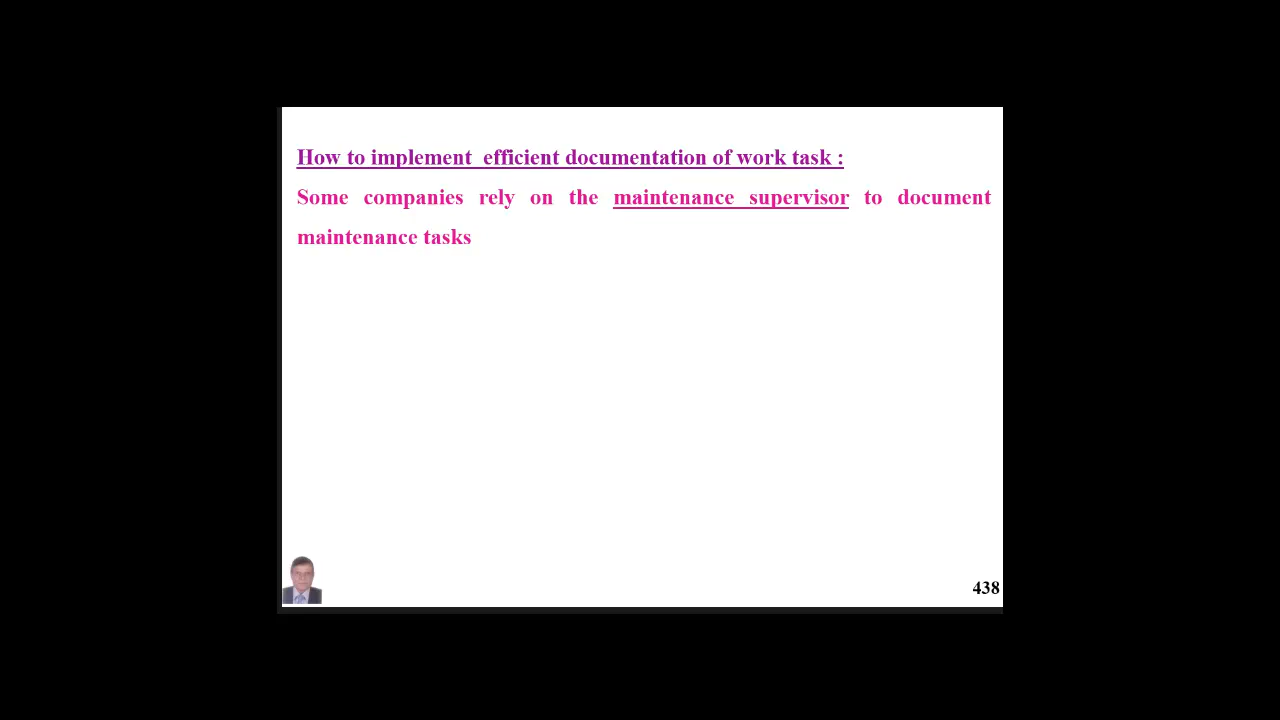 How to implement  efficient documentation of work task :
Some companies rely on the maintenance supervisor to document
maintenance tasks
438